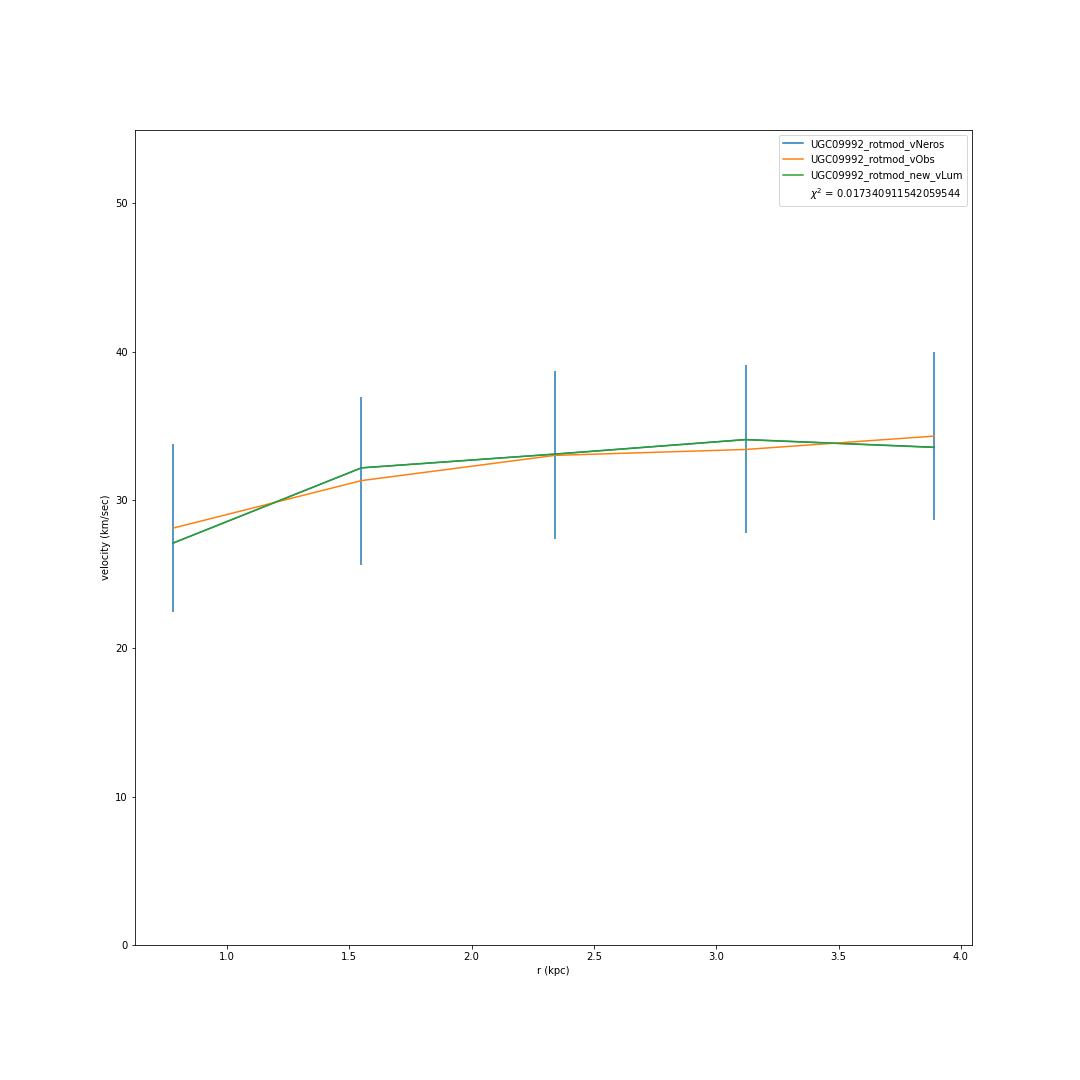 UGC09992_rotmod_vNeros
UGC09992_rotmod_vObs
UGC09992_rotmod_new_vLum
χ² = 0.017340911542059544
50
40
30
20
10
0
velocity (km/sec)
1.0 1.5 2.0 2.5 3.0 3.5 4.0
r (kpc)